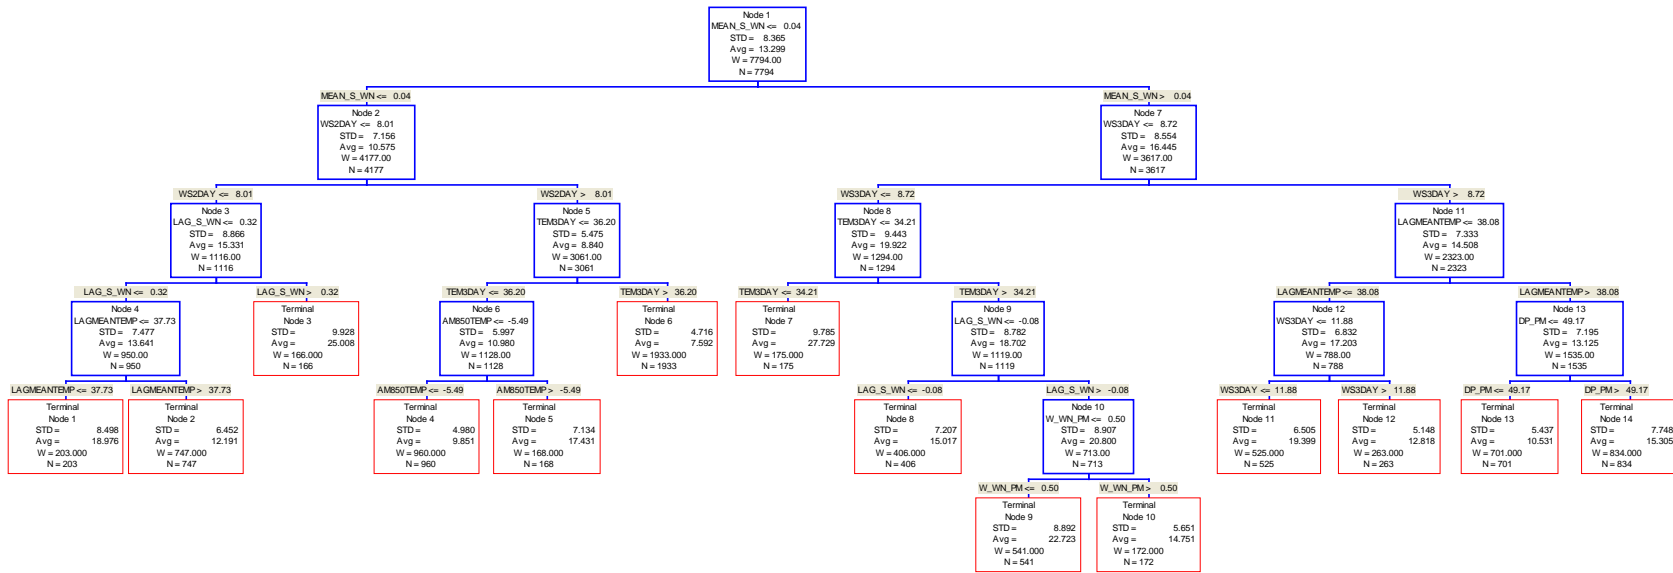 Node 1
MEAN_S_WN <= 0.04
STD = 8.365
Avg = 13.299
W = 7794.00
N = 7794
MEAN_S_WN <= 0.04
MEAN_S_WN > 0.04
Node 2
WS2DAY <= 8.01
STD = 7.156
Avg = 10.575
W = 4177.00
N = 4177
Node 7
WS3DAY <= 8.72
STD = 8.554
Avg = 16.445
W = 3617.00
N = 3617
WS2DAY <= 8.01
WS2DAY > 8.01
WS3DAY <= 8.72
WS3DAY > 8.72
Node 3
LAG_S_WN <= 0.32
STD = 8.866
Avg = 15.331
W = 1116.00
N = 1116
Node 5
TEM3DAY <= 36.20
STD = 5.475
Avg = 8.840
W = 3061.00
N = 3061
Node 8
TEM3DAY <= 34.21
STD = 9.443
Avg = 19.922
W = 1294.00
N = 1294
Node 11
LAGMEANTEMP <= 38.08
STD = 7.333
Avg = 14.508
W = 2323.00
N = 2323
LAG_S_WN <= 0.32
LAG_S_WN > 0.32
TEM3DAY <= 36.20
TEM3DAY > 36.20
TEM3DAY <= 34.21
TEM3DAY > 34.21
LAGMEANTEMP <= 38.08
LAGMEANTEMP > 38.08
Node 4
LAGMEANTEMP <= 37.73
STD = 7.477
Avg = 13.641
W = 950.00
N = 950
Terminal
Node 3
STD = 9.928
Avg = 25.008
W = 166.000
N = 166
Node 6
AM850TEMP <= -5.49
STD = 5.997
Avg = 10.980
W = 1128.00
N = 1128
Terminal
Node 6
STD = 4.716
Avg = 7.592
W = 1933.000
N = 1933
Terminal
Node 7
STD = 9.785
Avg = 27.729
W = 175.000
N = 175
Node 9
LAG_S_WN <= -0.08
STD = 8.782
Avg = 18.702
W = 1119.00
N = 1119
Node 12
WS3DAY <= 11.88
STD = 6.832
Avg = 17.203
W = 788.00
N = 788
Node 13
DP_PM <= 49.17
STD = 7.195
Avg = 13.125
W = 1535.00
N = 1535
LAGMEANTEMP <= 37.73
LAGMEANTEMP > 37.73
AM850TEMP <= -5.49
AM850TEMP > -5.49
LAG_S_WN <= -0.08
LAG_S_WN > -0.08
WS3DAY <= 11.88
WS3DAY > 11.88
DP_PM <= 49.17
DP_PM > 49.17
Terminal
Node 1
STD = 8.498
Avg = 18.976
W = 203.000
N = 203
Terminal
Node 2
STD = 6.452
Avg = 12.191
W = 747.000
N = 747
Terminal
Node 4
STD = 4.980
Avg = 9.851
W = 960.000
N = 960
Terminal
Node 5
STD = 7.134
Avg = 17.431
W = 168.000
N = 168
Terminal
Node 8
STD = 7.207
Avg = 15.017
W = 406.000
N = 406
Node 10
W_WN_PM <= 0.50
STD = 8.907
Avg = 20.800
W = 713.00
N = 713
Terminal
Node 11
STD = 6.505
Avg = 19.399
W = 525.000
N = 525
Terminal
Node 12
STD = 5.148
Avg = 12.818
W = 263.000
N = 263
Terminal
Node 13
STD = 5.437
Avg = 10.531
W = 701.000
N = 701
Terminal
Node 14
STD = 7.748
Avg = 15.305
W = 834.000
N = 834
W_WN_PM <= 0.50
W_WN_PM > 0.50
Terminal
Node 9
STD = 8.892
Avg = 22.723
W = 541.000
N = 541
Terminal
Node 10
STD = 5.651
Avg = 14.751
W = 172.000
N = 172